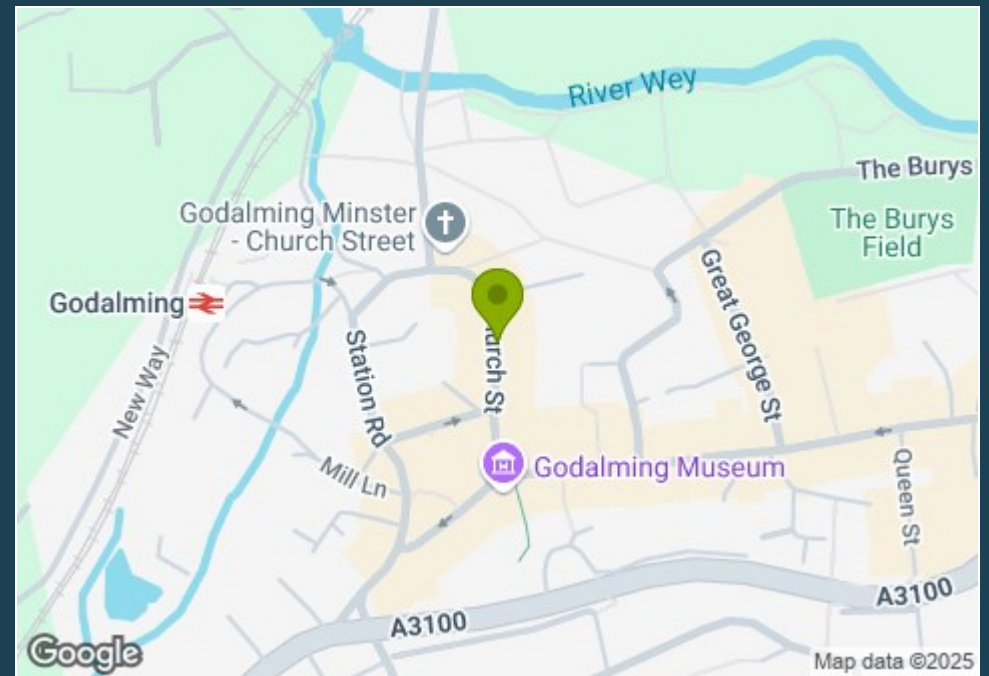 River Wey
The Burys
Godalming Minster
- Church Street
The Burys
Field
Godalming
Great George St
New Way
Station Rd
St
Mill Ln
Godalming Museum
Queen St
A3100
A3100
Google
Map data ©2025